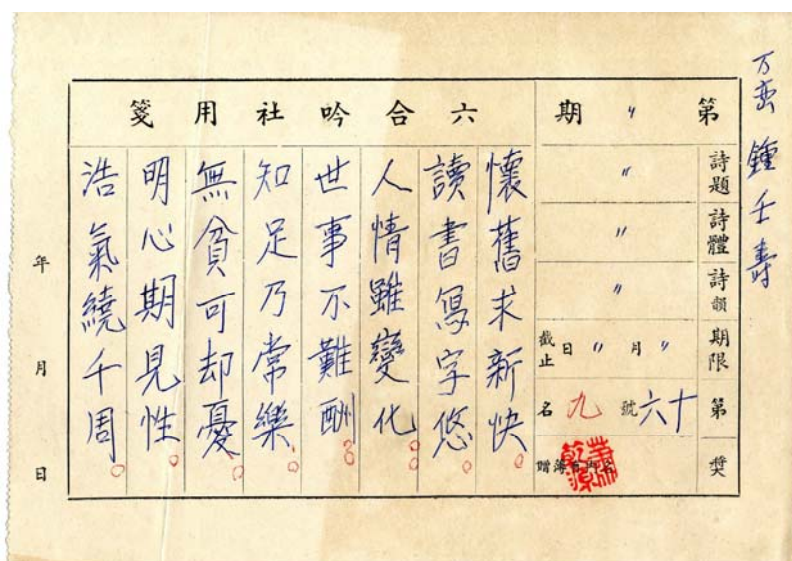 万峦 鍾壬壽
第 〃 期
詩題 〃
詩體 〃
詩韻 〃
期限 〃 月 〃 日 截止
第 十六 號 九 名
獎 贈
六合吟社用箋
懷舊求新快
讀書寫字悠
人情雖變化
世事不難酬
知足乃常樂
無貧可却憂
明心期見性
浩氣繞千周
年 月 日